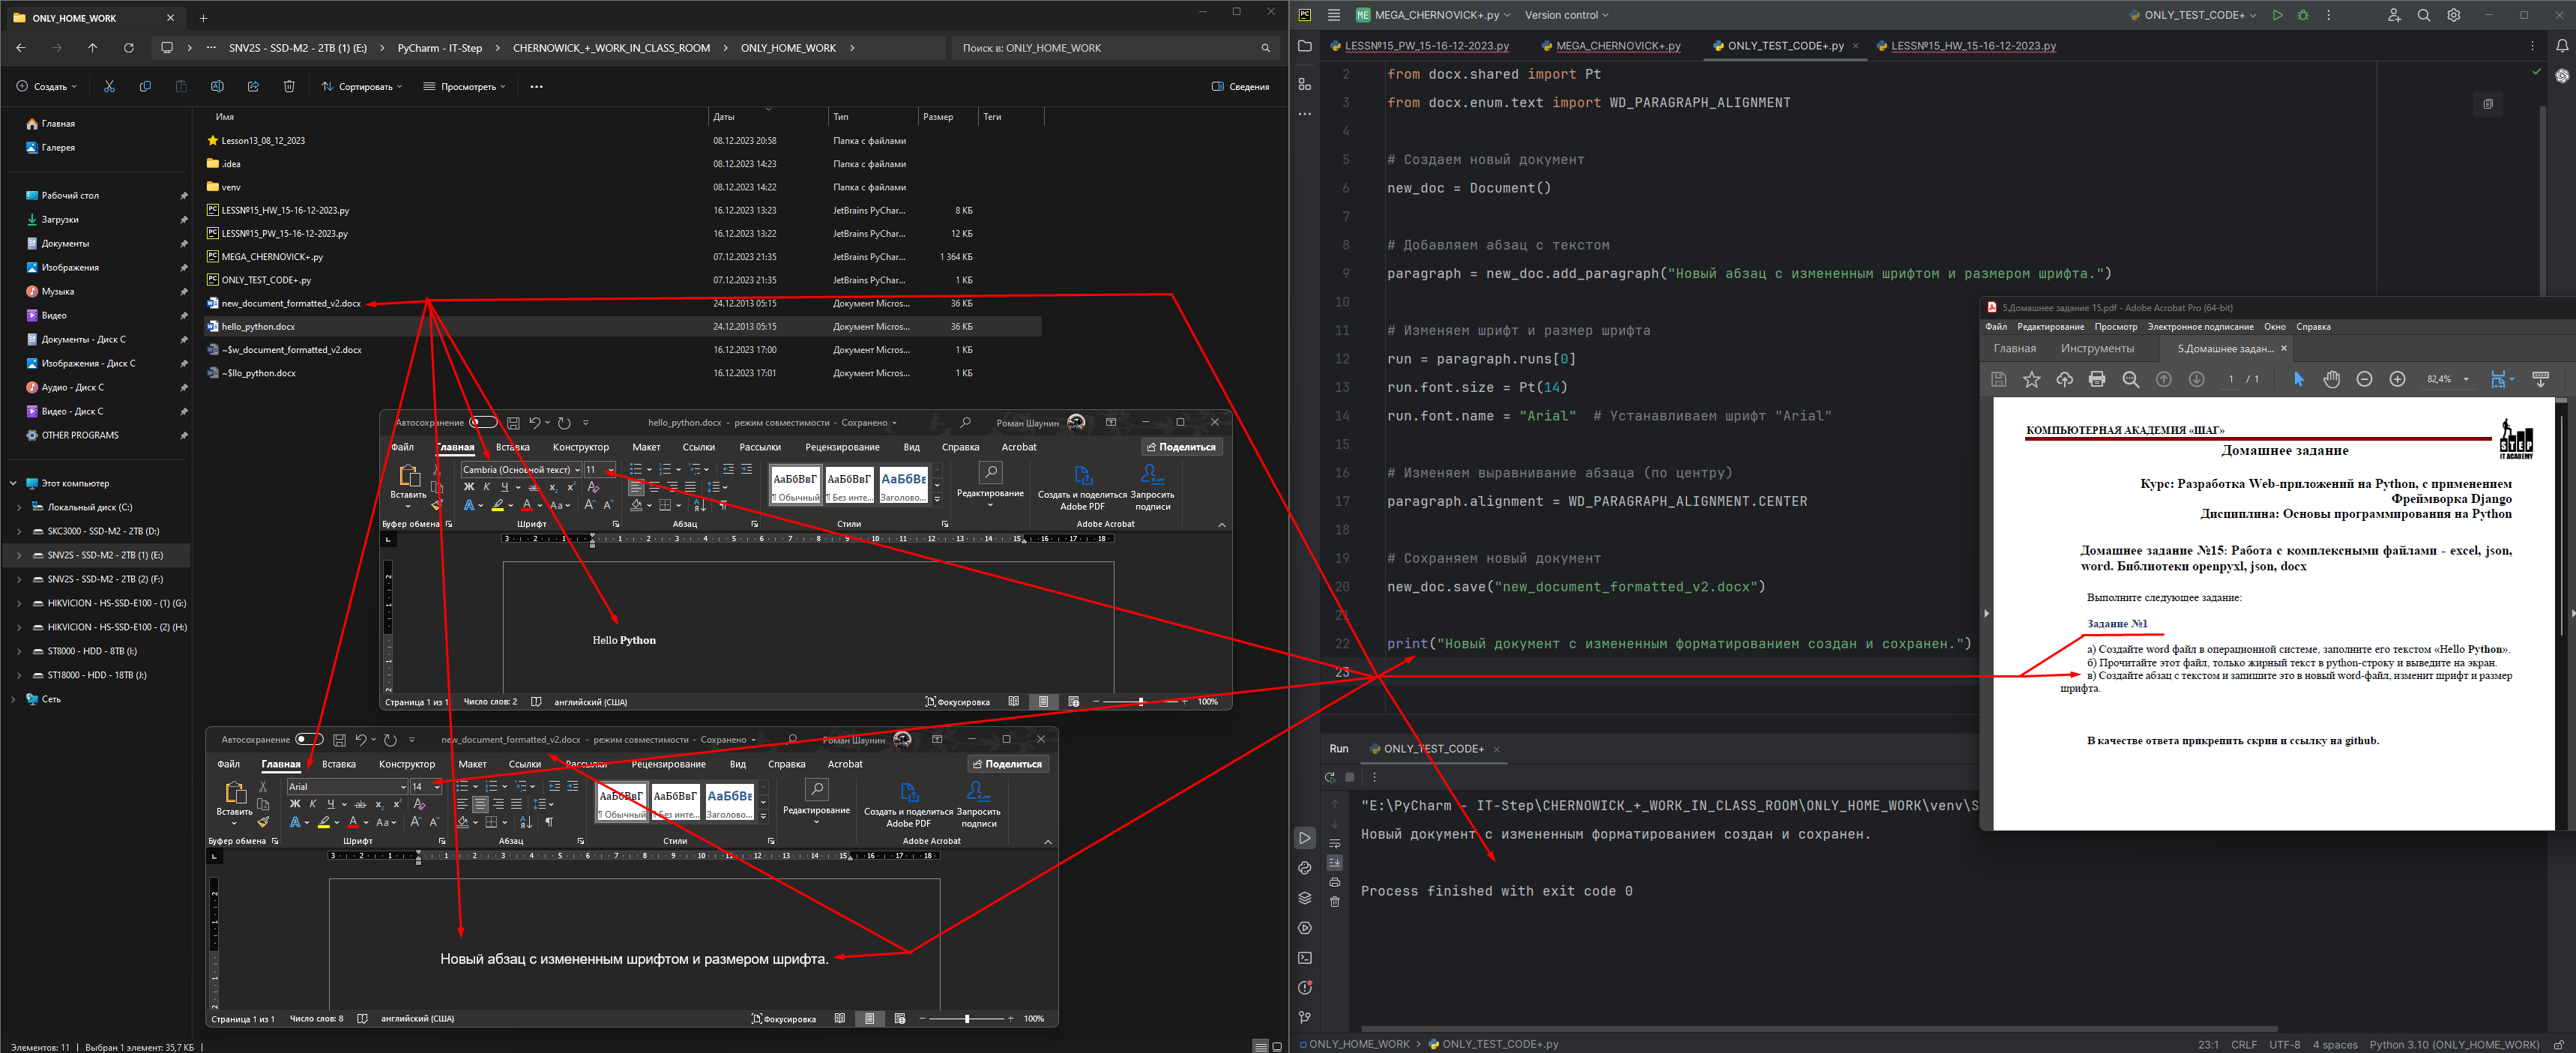 ONLY_HOME_WORK
SNV2S - SSD-M2 - 2TB (1) (E:)
PyCharm - IT-Step
CHERNOWICK_+_WORK_IN_CLASS_ROOM
ONLY_HOME_WORK
Поиск в: ONLY_HOME_WORK
Создать
Сортировать
Просмотреть
Сведения
Имя Даты Тип Размер Теги
Lesson13_08_12_2023 08.12.2023 20:58 Папка с файлами
.idea 08.12.2023 14:23 Папка с файлами
venv 08.12.2023 14:22 Папка с файлами
LESS№15_HW_15-16-12-2023.py 16.12.2023 13:23 JetBrains PyChar... 8 КБ
LESS№15_PW_15-16-12-2023.py 16.12.2023 13:22 JetBrains PyChar... 12 КБ
MEGA_CHERNOVICK+.py 07.12.2023 21:35 JetBrains PyChar... 1 364 КБ
ONLY_TEST_CODE+.py 07.12.2023 21:35 JetBrains PyChar... 1 КБ
new_document_formatted_v2.docx 24.12.2013 05:15 Документ Micros... 36 КБ
hello_python.docx 24.12.2013 05:15 Документ Micros... 36 КБ
~$w_document_formatted_v2.docx 16.12.2023 17:00 Документ Micros... 1 КБ
~$llo_python.docx 16.12.2023 17:01 Документ Micros... 1 КБ
Главная
Галерея
Рабочий стол
Загрузки
Документы
Изображения
Музыка
Видео
Документы - Диск С
Изображения - Диск С
Аудио - Диск С
Видео - Диск С
OTHER PROGRAMS
Этот компьютер
Локальный диск (C:)
SKC3000 - SSD-M2 - 2TB (D:)
SNV2S - SSD-M2 - 2TB (1) (E:)
SNV2S - SSD-M2 - 2TB (2) (F:)
HIKVICION - HS-SSD-E100 - (1) (G:)
HIKVICION - HS-SSD-E100 - (2) (H:)
ST8000 - HDD - 8TB (I:)
ST18000 - HDD - 18TB (J:)
Сеть
Элементов: 11 Выбран 1 элемент: 35,7 КБ
Автосохранение hello_python.docx - режим совместимости - Сохранено Роман Шаунин
Файл Главная Вставка Конструктор Макет Ссылки Рассылки Рецензирование Вид Справка Acrobat Поделиться
Cambria (Основной текст) 11
Вставить
Ж К Ч
АаБбВвГ АаБбВвГ АаБбВв
¶ Обычный ¶ Без инте... Заголово...
Редактирование
Создать и поделиться Adobe PDF
Запросить подписи
Буфер обмена Шрифт Абзац Стили Adobe Acrobat
Hello Python
Страница 1 из 1 Число слов: 2 английский (США) Фокусировка 100%
Автосохранение new_document_formatted_v2.docx - режим совместимости - Сохранено Роман Шаунин
Файл Главная Вставка Конструктор Макет Ссылки Рассылки Рецензирование Вид Справка Acrobat Поделиться
Arial 14
Вставить
Ж К Ч
АаБбВвГ АаБбВвГ АаБбВв
¶ Обычный ¶ Без инте... Заголово...
Редактирование
Создать и поделиться Adobe PDF
Запросить подписи
Буфер обмена Шрифт Абзац Стили Adobe Acrobat
Новый абзац с измененным шрифтом и размером шрифта.
Страница 1 из 1 Число слов: 8 английский (США) Фокусировка 100%
ME MEGA_CHERNOVICK+.py Version control ONLY_TEST_CODE+
LESS№15_PW_15-16-12-2023.py MEGA_CHERNOVICK+.py ONLY_TEST_CODE+.py LESS№15_HW_15-16-12-2023.py
2 from docx.shared import Pt
3 from docx.enum.text import WD_PARAGRAPH_ALIGNMENT
4
5 # Создаем новый документ
6 new_doc = Document()
7
8 # Добавляем абзац с текстом
9 paragraph = new_doc.add_paragraph("Новый абзац с измененным шрифтом и размером шрифта.")
10
11 # Изменяем шрифт и размер шрифта
12 run = paragraph.runs[0]
13 run.font.size = Pt(14)
14 run.font.name = "Arial" # Устанавливаем шрифт "Arial"
15
16 # Изменяем выравнивание абзаца (по центру)
17 paragraph.alignment = WD_PARAGRAPH_ALIGNMENT.CENTER
18
19 # Сохраняем новый документ
20 new_doc.save("new_document_formatted_v2.docx")
21
22 print("Новый документ с измененным форматированием создан и сохранен.")
23
Run ONLY_TEST_CODE+
"E:\PyCharm - IT-Step\CHERNOWICK_+_WORK_IN_CLASS_ROOM\ONLY_HOME_WORK\venv\S
Новый документ с измененным форматированием создан и сохранен.
Process finished with exit code 0
ONLY_HOME_WORK ONLY_TEST_CODE+.py 23:1 CRLF UTF-8 4 spaces Python 3.10 (ONLY_HOME_WORK)
5.Домашнее задание 15.pdf - Adobe Acrobat Pro (64-bit)
Файл Редактирование Просмотр Электронное подписание Окно Справка
Главная Инструменты 5.Домашнее задан...
1 / 1 82,4%
КОМПЬЮТЕРНАЯ АКАДЕМИЯ «ШАГ»
STEP
IT ACADEMY
Домашнее задание
Курс: Разработка Web-приложений на Python, с применением
Фреймворка Django
Дисциплина: Основы программирования на Python
Домашнее задание №15: Работа с комплексными файлами - excel, json,
word. Библиотеки openpyxl, json, docx
Выполните следующее задание:
Задание №1
а) Создайте word файл в операционной системе, заполните его текстом «Hello Python».
б) Прочитайте этот файл, только жирный текст в python-строку и выведите на экран.
в) Создайте абзац с текстом и запишите это в новый word-файл, изменит шрифт и размер
шрифта.
В качестве ответа прикрепить скрин и ссылку на github.